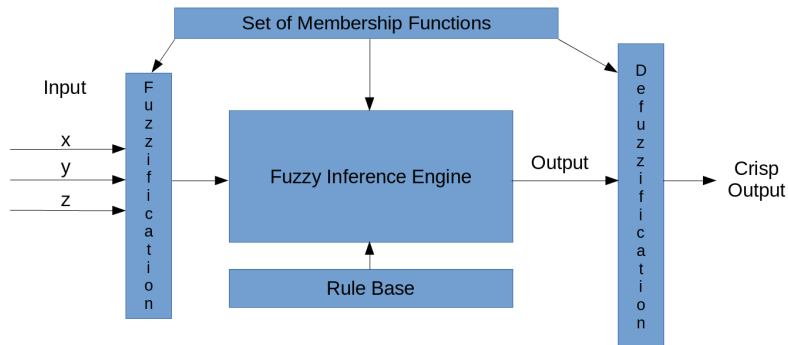 Set of Membership Functions
Input
x
y
z
Fuzzification
Fuzzy Inference Engine
Rule Base
Output
Defuzzification
Crisp
Output